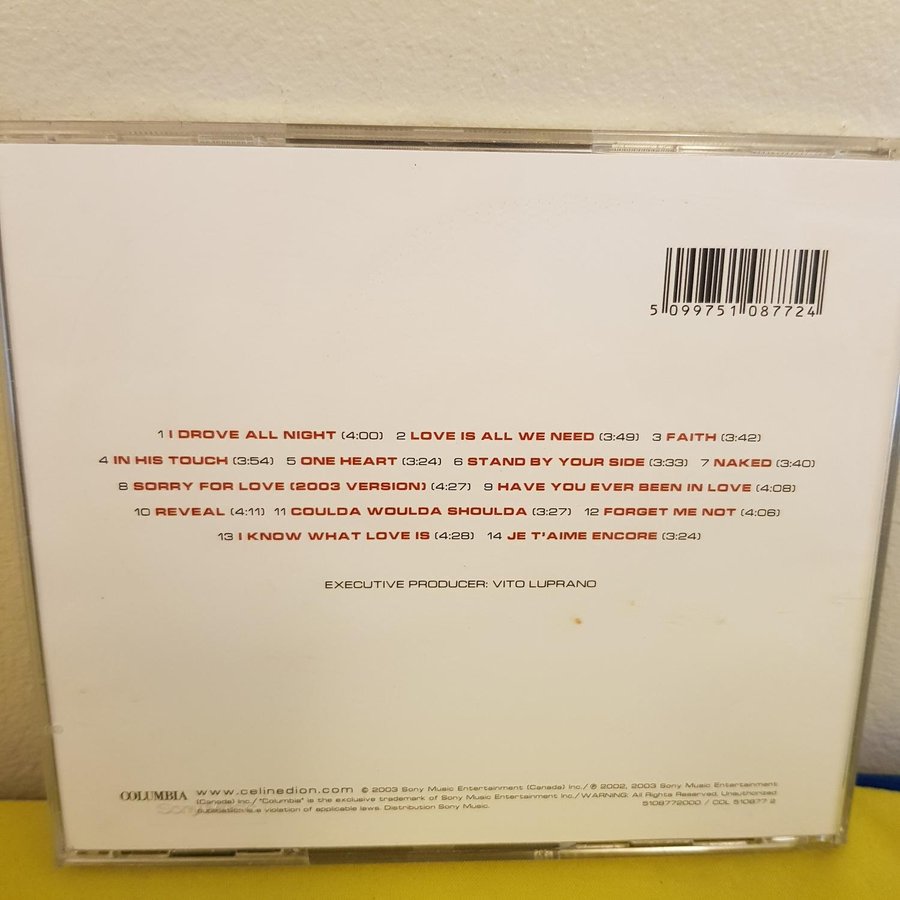 5 099751 087724
1 I DROVE ALL NIGHT (4:00) 2 LOVE IS ALL WE NEED (3:49) 3 FAITH (3:42)
4 IN HIS TOUCH (3:54) 5 ONE HEART (3:24) 6 STAND BY YOUR SIDE (3:33) 7 NAKED (3:40)
8 SORRY FOR LOVE (2003 VERSION) (4:27) 9 HAVE YOU EVER BEEN IN LOVE (4:08)
10 REVEAL (4:11) 11 COULDA WOULDA SHOULDA (3:27) 12 FORGET ME NOT (4:06)
13 I KNOW WHAT LOVE IS (4:28) 14 JE T'AIME ENCORE (3:24)
EXECUTIVE PRODUCER: VITO LUPRANO
COLUMBIA www.celinedion.com © 2003 Sony Music Entertainment (Canada) Inc./ ℗ 2002, 2003 Sony Music Entertainment
(Canada) Inc./ "Columbia" is the exclusive trademark of Sony Music Entertainment Inc./ WARNING: All Rights Reserved. Unauthorized
is a violation of applicable laws. Distribution Sony Music.
5108772000 / COL 510877 2